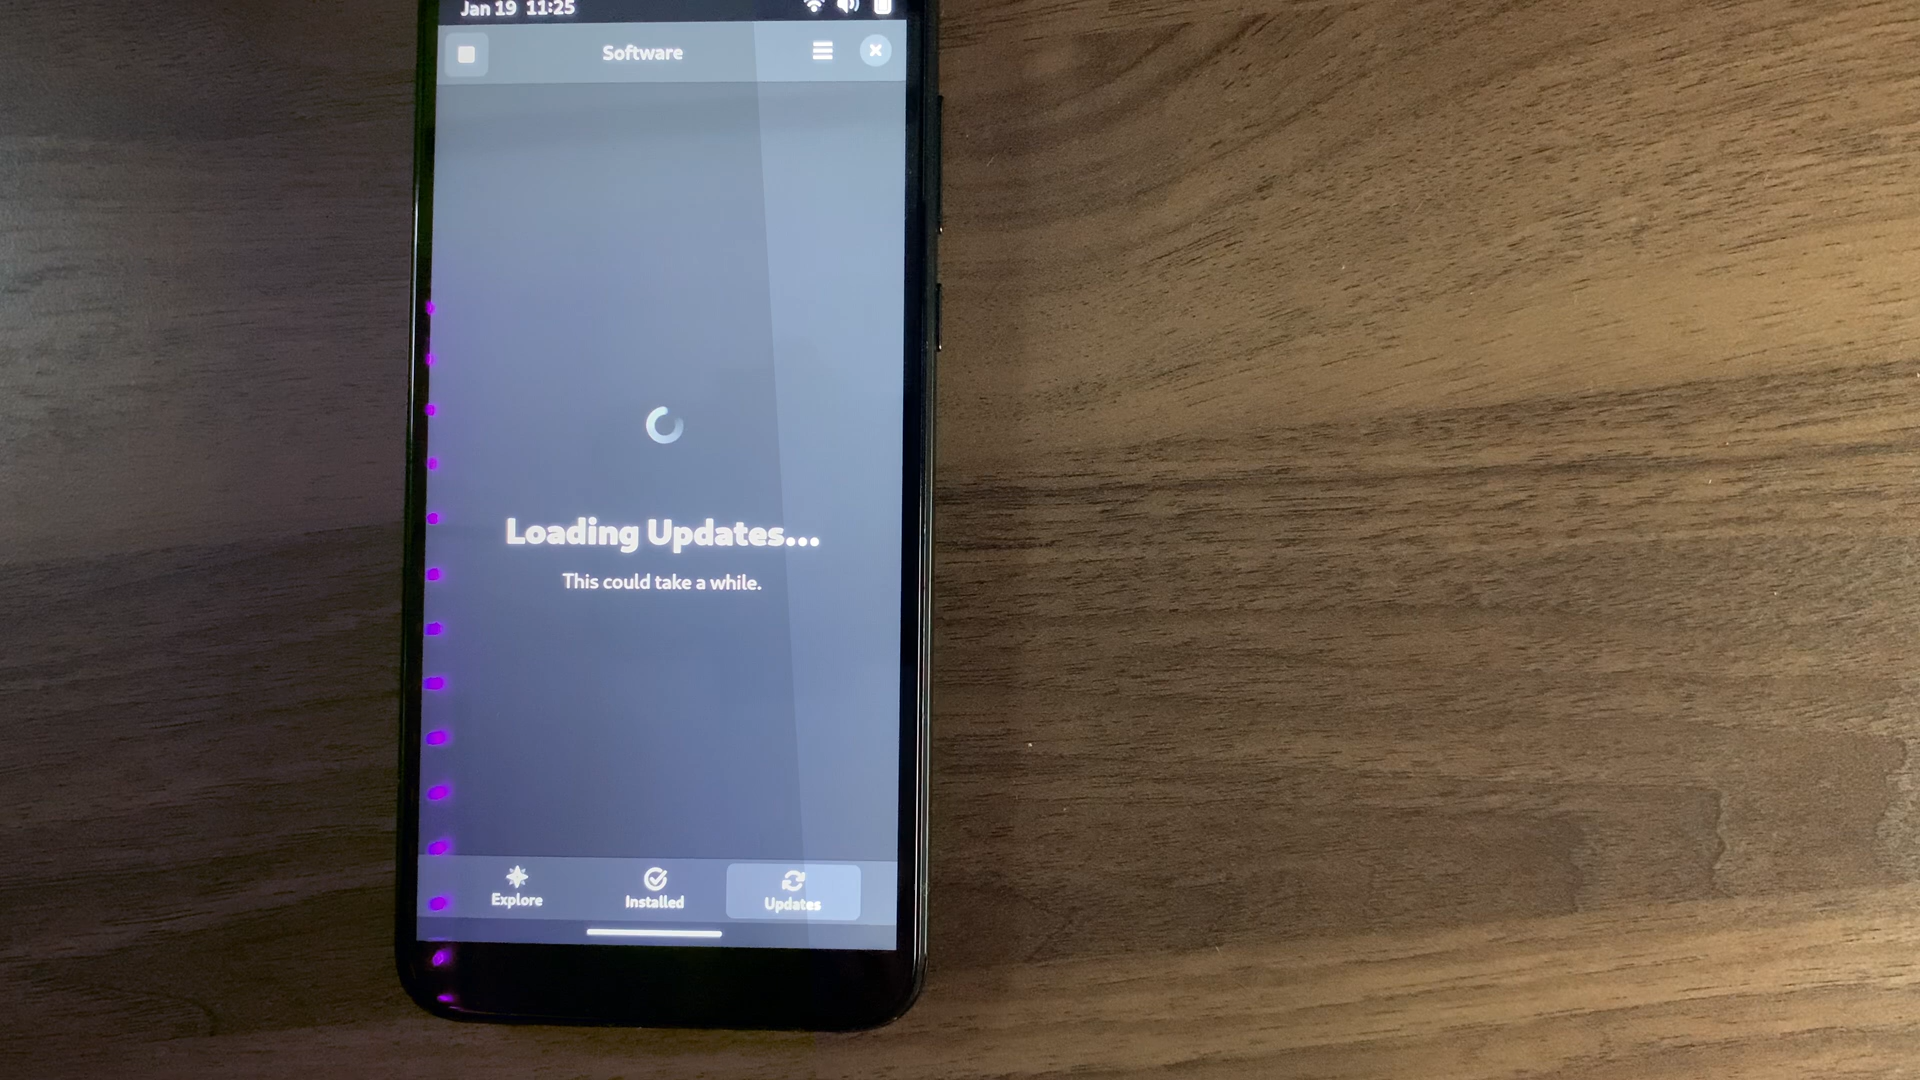 Jan 19 11:25
Software
Loading Updates...
This could take a while.
Explore
Installed
Updates